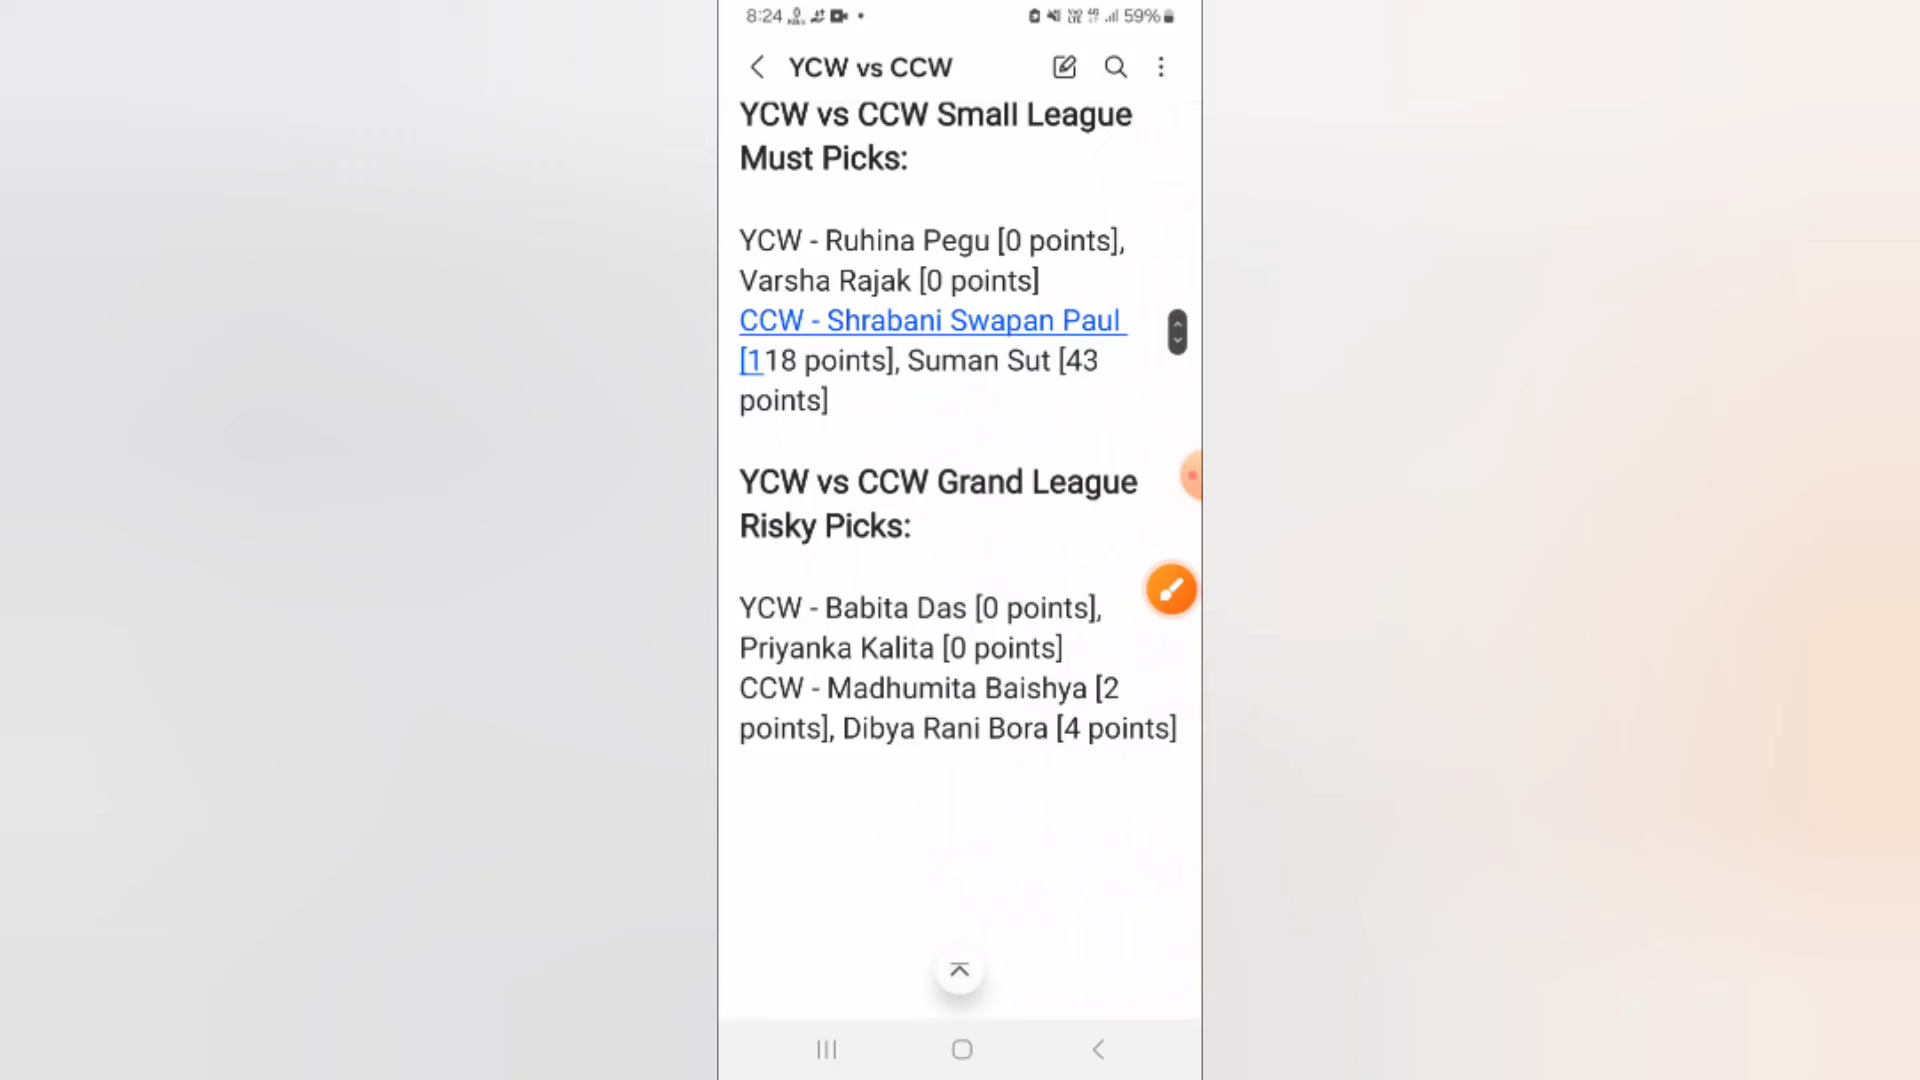 8:24 59%
YCW vs CCW
YCW vs CCW Small League
Must Picks:
YCW - Ruhina Pegu [0 points],
Varsha Rajak [0 points]
CCW - Shrabani Swapan Paul
[118 points], Suman Sut [43
points]
YCW vs CCW Grand League
Risky Picks:
YCW - Babita Das [0 points],
Priyanka Kalita [0 points]
CCW - Madhumita Baishya [2
points], Dibya Rani Bora [4 points]